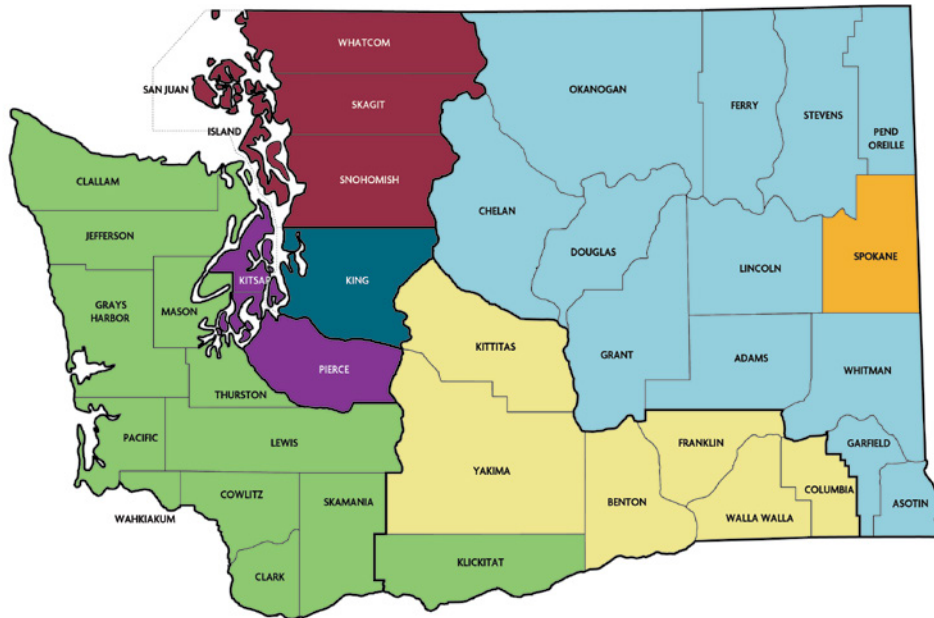 WHATCOM
SAN JUAN
SKAGIT
ISLAND
SNOHOMISH
OKANOGAN
FERRY
STEVENS
PEND
OREILLE
CLALLAM
JEFFERSON
CHELAN
DOUGLAS
LINCOLN
SPOKANE
KITSAP
KING
GRAYS
HARBOR
MASON
KITTITAS
GRANT
ADAMS
WHITMAN
PIERCE
THURSTON
PACIFIC
LEWIS
YAKIMA
FRANKLIN
GARFIELD
COWLITZ
SKAMANIA
BENTON
COLUMBIA
ASOTIN
WAHKIAKUM
WALLA WALLA
CLARK
KLICKITAT